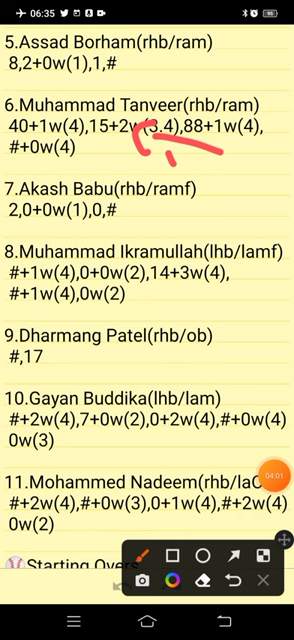 06:35
5.Assad Borham(rhb/ram)
8,2+0w(1),1,#
6.Muhammad Tanveer(rhb/ram)
40+1w(4),15+2w(3.4),88+1w(4),
#+0w(4)
7.Akash Babu(rhb/ramf)
2,0+0w(1),0,#
8.Muhammad Ikramullah(lhb/lamf)
#+1w(4),0+0w(2),14+3w(4),
#+1w(4),0w(2)
9.Dharmang Patel(rhb/ob)
#,17
10.Gayan Buddika(lhb/lam)
#+2w(4),7+0w(2),0+2w(4),#+0w(4)
0w(3)
11.Mohammed Nadeem(rhb/laO
#+2w(4),#+0w(3),0+1w(4),#+2w(4)
0w(2)
04:01
Starting Overs